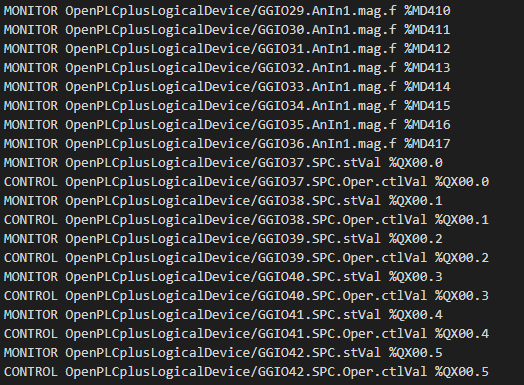 MONITOR OpenPLCplusLogicalDevice/GGIO29.AnIn1.mag.f %MD410
MONITOR OpenPLCplusLogicalDevice/GGIO30.AnIn1.mag.f %MD411
MONITOR OpenPLCplusLogicalDevice/GGIO31.AnIn1.mag.f %MD412
MONITOR OpenPLCplusLogicalDevice/GGIO32.AnIn1.mag.f %MD413
MONITOR OpenPLCplusLogicalDevice/GGIO33.AnIn1.mag.f %MD414
MONITOR OpenPLCplusLogicalDevice/GGIO34.AnIn1.mag.f %MD415
MONITOR OpenPLCplusLogicalDevice/GGIO35.AnIn1.mag.f %MD416
MONITOR OpenPLCplusLogicalDevice/GGIO36.AnIn1.mag.f %MD417
MONITOR OpenPLCplusLogicalDevice/GGIO37.SPC.stVal %QX00.0
CONTROL OpenPLCplusLogicalDevice/GGIO37.SPC.Oper.ctlVal %QX00.0
MONITOR OpenPLCplusLogicalDevice/GGIO38.SPC.stVal %QX00.1
CONTROL OpenPLCplusLogicalDevice/GGIO38.SPC.Oper.ctlVal %QX00.1
MONITOR OpenPLCplusLogicalDevice/GGIO39.SPC.stVal %QX00.2
CONTROL OpenPLCplusLogicalDevice/GGIO39.SPC.Oper.ctlVal %QX00.2
MONITOR OpenPLCplusLogicalDevice/GGIO40.SPC.stVal %QX00.3
CONTROL OpenPLCplusLogicalDevice/GGIO40.SPC.Oper.ctlVal %QX00.3
MONITOR OpenPLCplusLogicalDevice/GGIO41.SPC.stVal %QX00.4
CONTROL OpenPLCplusLogicalDevice/GGIO41.SPC.Oper.ctlVal %QX00.4
MONITOR OpenPLCplusLogicalDevice/GGIO42.SPC.stVal %QX00.5
CONTROL OpenPLCplusLogicalDevice/GGIO42.SPC.Oper.ctlVal %QX00.5